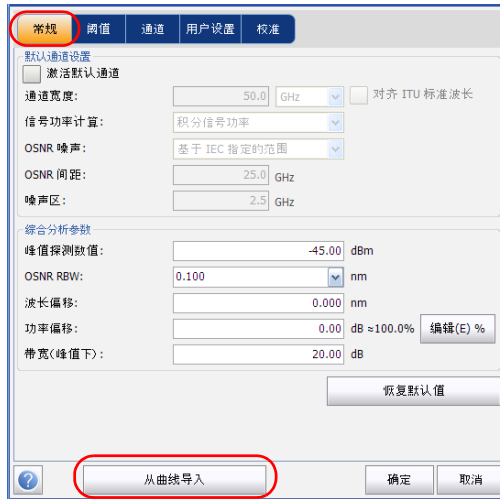 常规 阈值 通道 用户设置 校准
默认通道设置
激活默认通道
通道宽度: 50.0 GHz 对齐 ITU 标准波长
信号功率计算: 积分信号功率
OSNR 噪声: 基于 IEC 指定的范围
OSNR 间距: 25.0 GHz
噪声区: 2.5 GHz
综合分析参数
峰值探测数值: -45.00 dBm
OSNR RBW: 0.100 nm
波长偏移: 0.000 nm
功率偏移: 0.00 dB ≈100.0% 编辑(E) %
带宽(峰值下): 20.00 dB
恢复默认值
? 从曲线导入 确定 取消